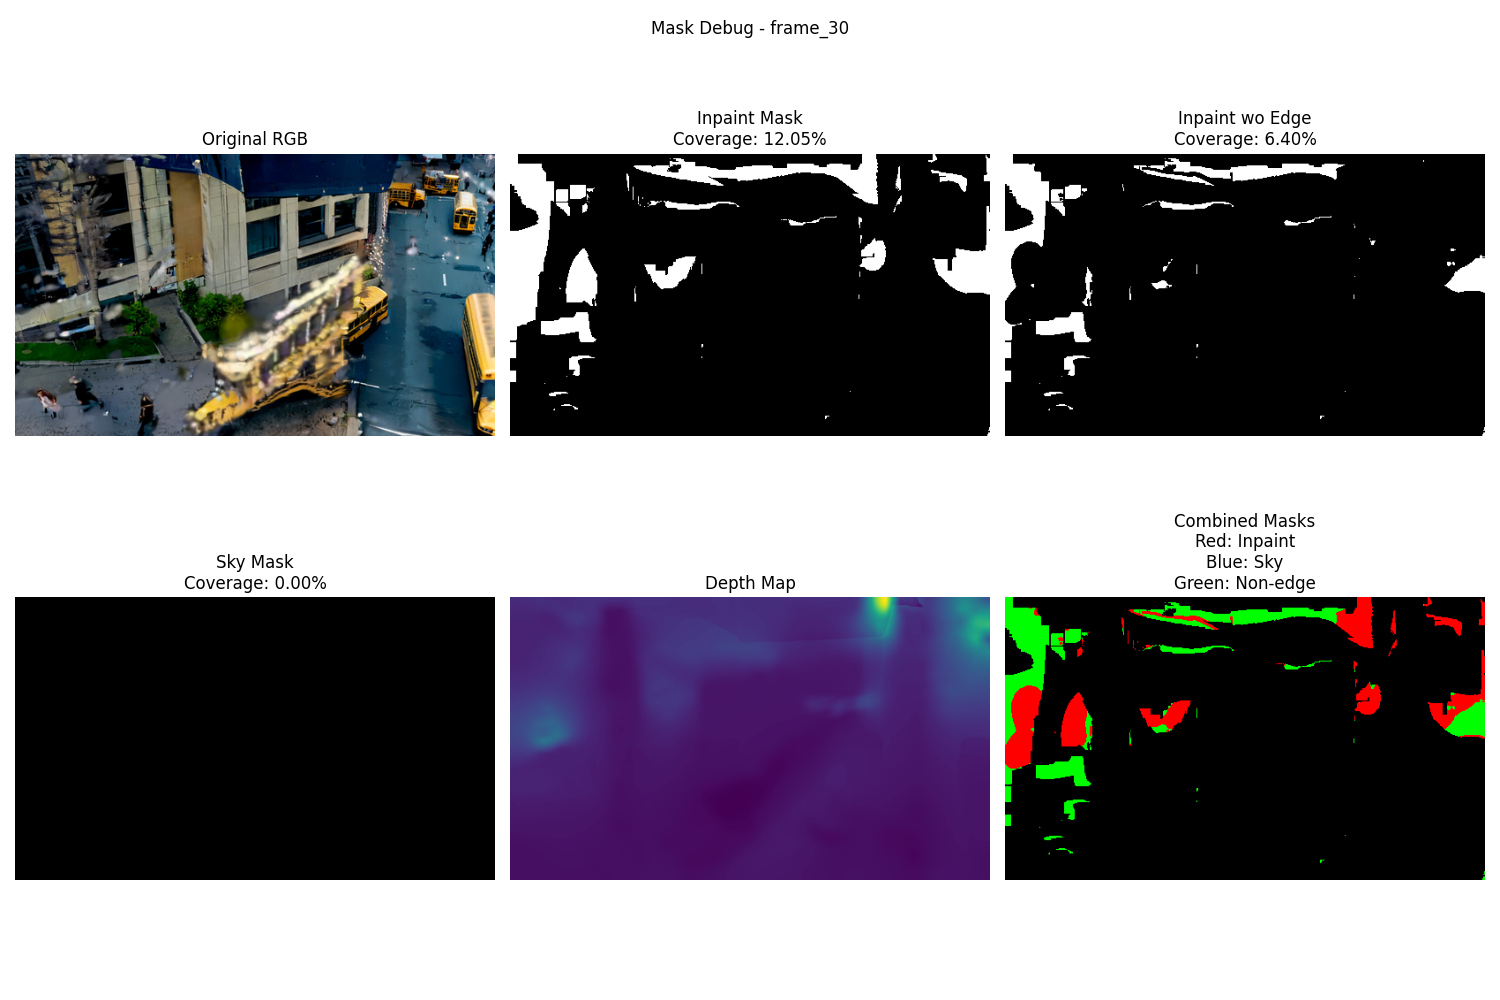 Mask Debug - frame_30
Original RGB
Inpaint Mask
Coverage: 12.05%
Inpaint wo Edge
Coverage: 6.40%
Sky Mask
Coverage: 0.00%
Depth Map
Combined Masks
Red: Inpaint
Blue: Sky
Green: Non-edge